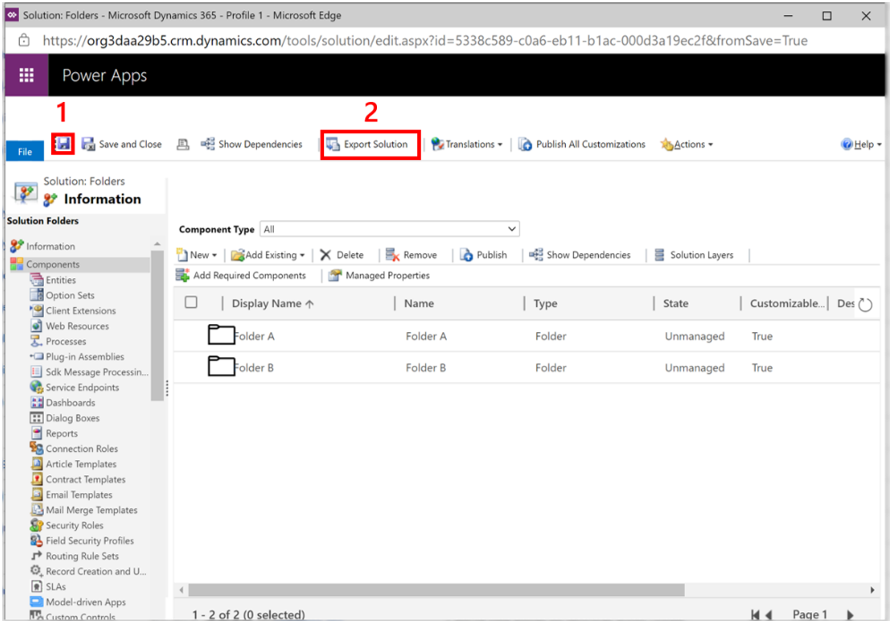 Solution: Folders - Microsoft Dynamics 365 - Profile 1 - Microsoft Edge
https://org3daa29b5.crm.dynamics.com/tools/solution/edit.aspx?id=5338c589-c0a6-eb11-b1ac-000d3a19ec2f&fromSave=True
Power Apps
1
2
File
Save and Close
Show Dependencies
Export Solution
Translations
Publish All Customizations
Actions
Help
Solution: Folders
Information
Solution Folders
Information
Components
Entities
Option Sets
Client Extensions
Web Resources
Processes
Plug-in Assemblies
Sdk Message Processin...
Service Endpoints
Dashboards
Dialog Boxes
Reports
Connection Roles
Article Templates
Contract Templates
Email Templates
Mail Merge Templates
Security Roles
Field Security Profiles
Routing Rule Sets
Record Creation and U...
SLAs
Model-driven Apps
Custom Controls
Component Type All
New Add Existing Delete Remove Publish Show Dependencies Solution Layers
Add Required Components Managed Properties
Display Name ↑ Name Type State Customizable... Des
Folder A Folder A Folder Unmanaged True
Folder B Folder B Folder Unmanaged True
1 - 2 of 2 (0 selected) Page 1